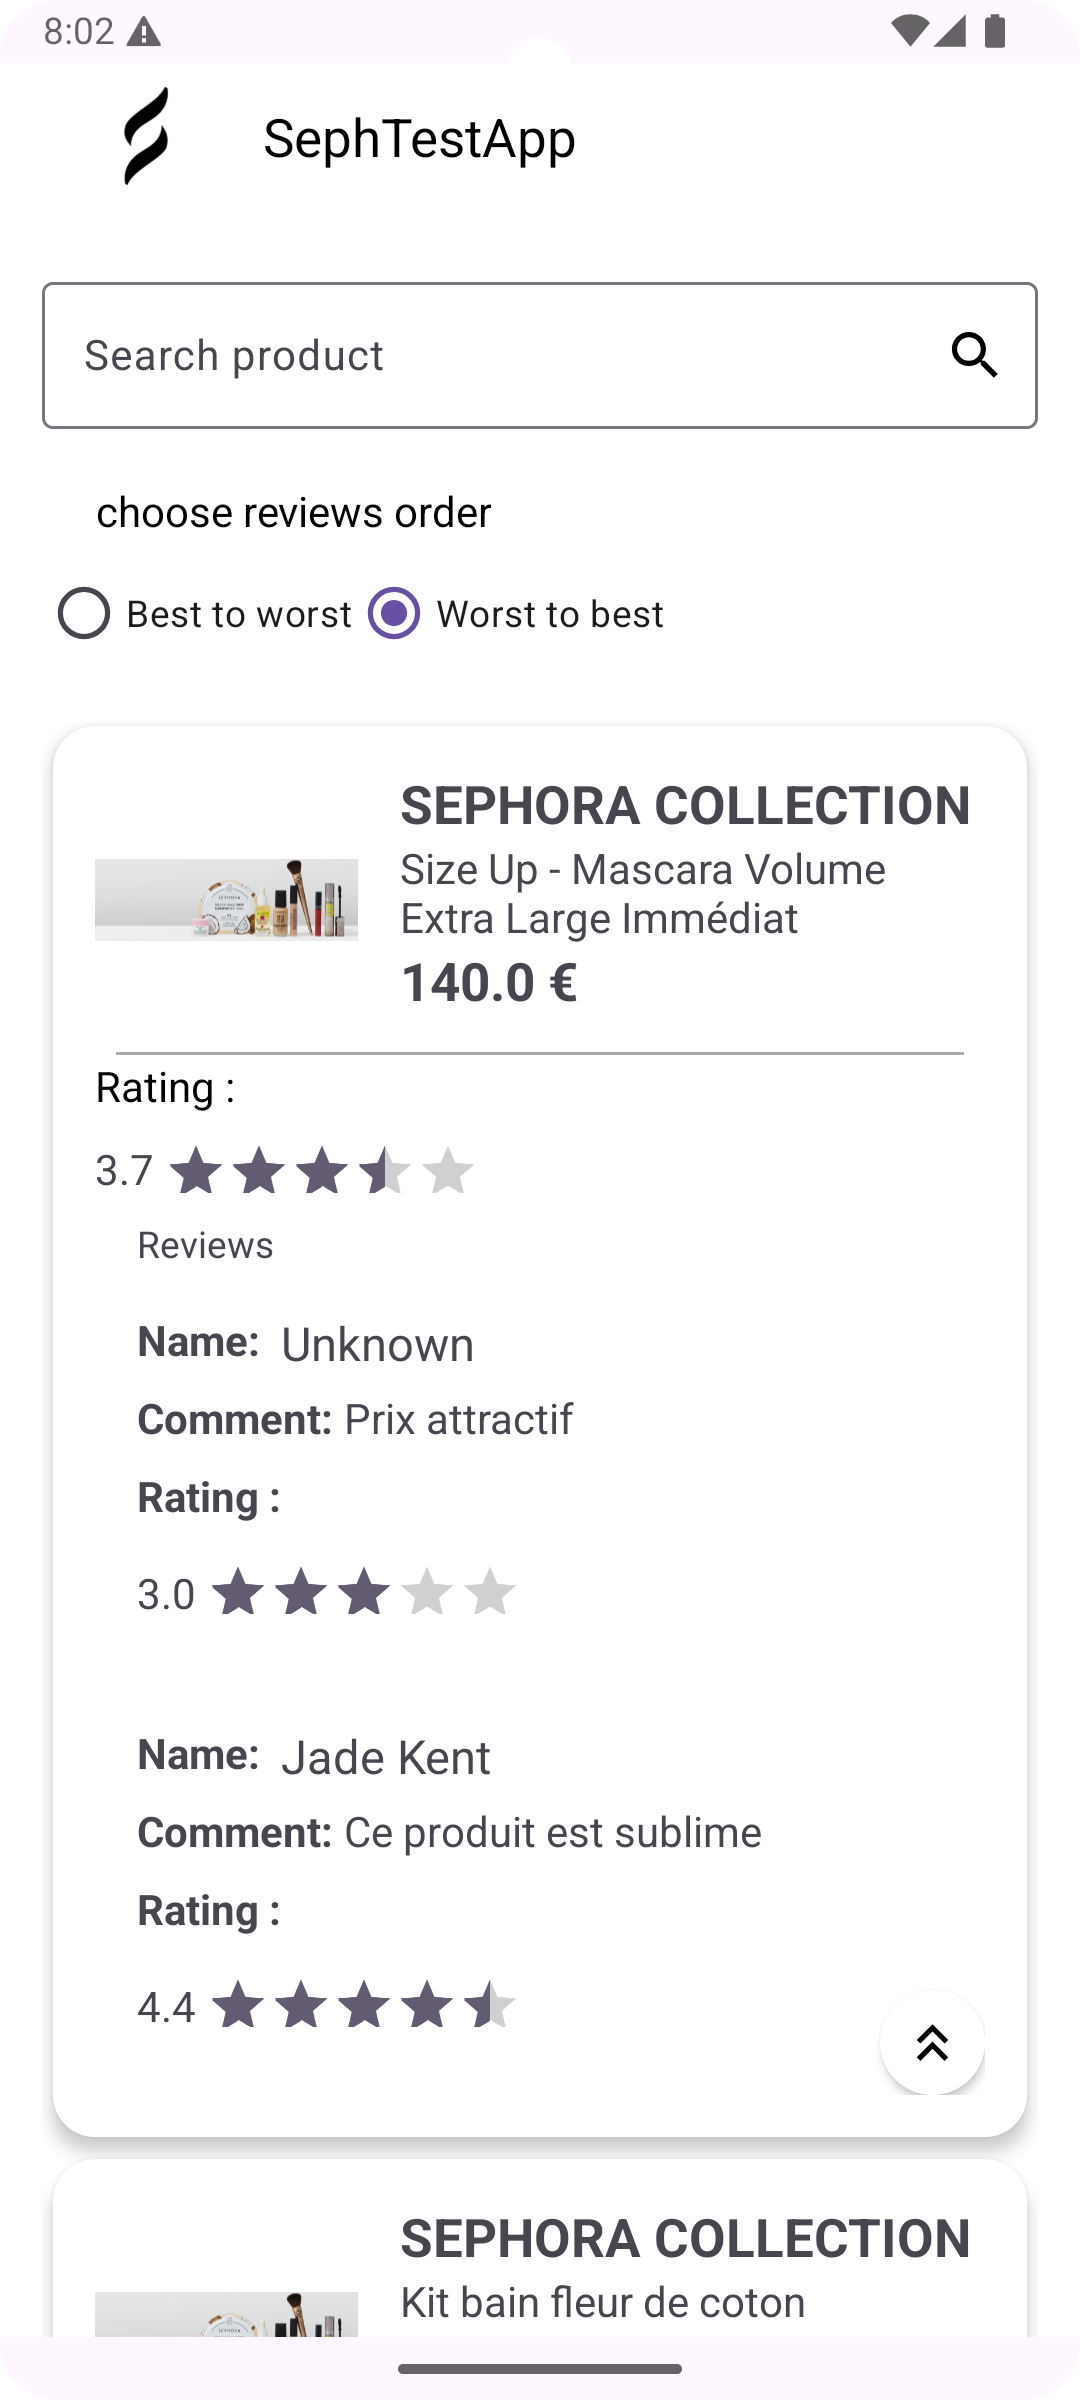 8:02
SephTestApp
Search product
choose reviews order
Best to worst Worst to best
SEPHORA COLLECTION
Size Up - Mascara Volume
Extra Large Immédiat
140.0 €
Rating :
3.7
Reviews
Name: Unknown
Comment: Prix attractif
Rating :
3.0
Name: Jade Kent
Comment: Ce produit est sublime
Rating :
4.4
SEPHORA COLLECTION
Kit bain fleur de coton